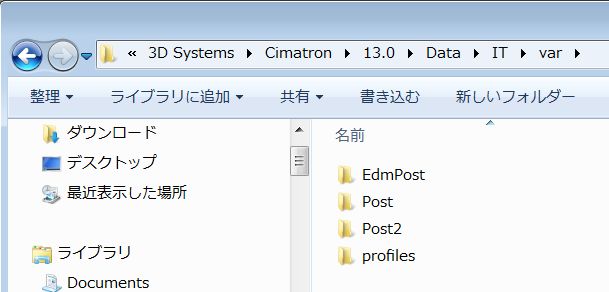 « 3D Systems Cimatron 13.0 Data IT var
整理 ライブラリに追加 共有 書き込む 新しいフォルダー
ダウンロード
デスクトップ
最近表示した場所
ライブラリ
Documents
名前
EdmPost
Post
Post2
profiles